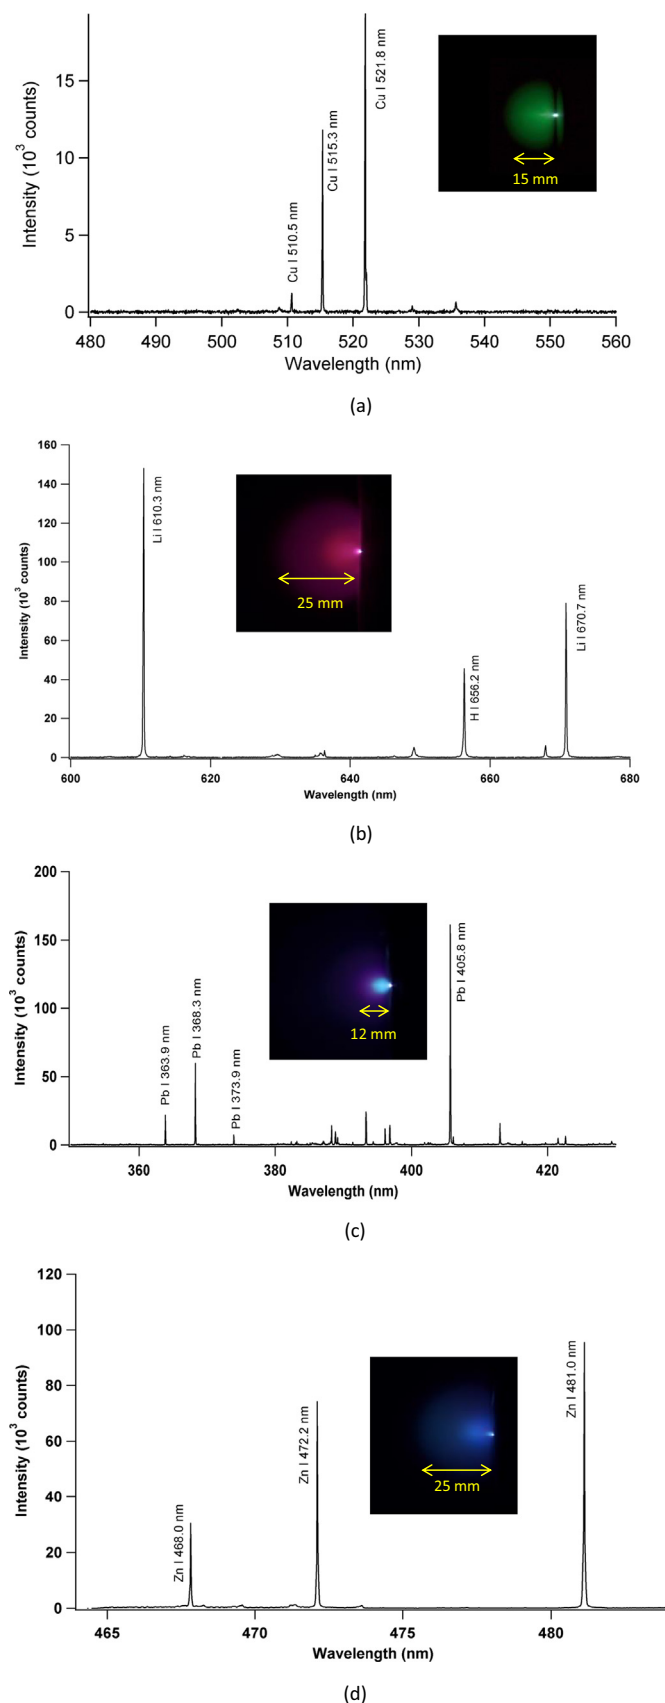 Intensity (10³ counts)
15
10
5
0
Cu I 510.5 nm
Cu I 515.3 nm
Cu I 521.8 nm
15 mm
480 490 500 510 520 530 540 550 560
Wavelength (nm)
(a)
Intensity (10³ counts)
160
140
120
100
80
60
40
20
0
Li I 610.3 nm
25 mm
H I 656.2 nm
Li I 670.7 nm
600 620 640 660 680
Wavelength (nm)
(b)
Intensity (10³ counts)
200
150
100
50
0
Pb I 363.9 nm
Pb I 368.3 nm
Pb I 373.9 nm
12 mm
Pb I 405.8 nm
360 380 400 420
Wavelength (nm)
(c)
Intensity (10³ counts)
120
100
80
60
40
20
0
Zn I 468.0 nm
Zn I 472.2 nm
25 mm
Zn I 481.0 nm
465 470 475 480
Wavelength (nm)
(d)